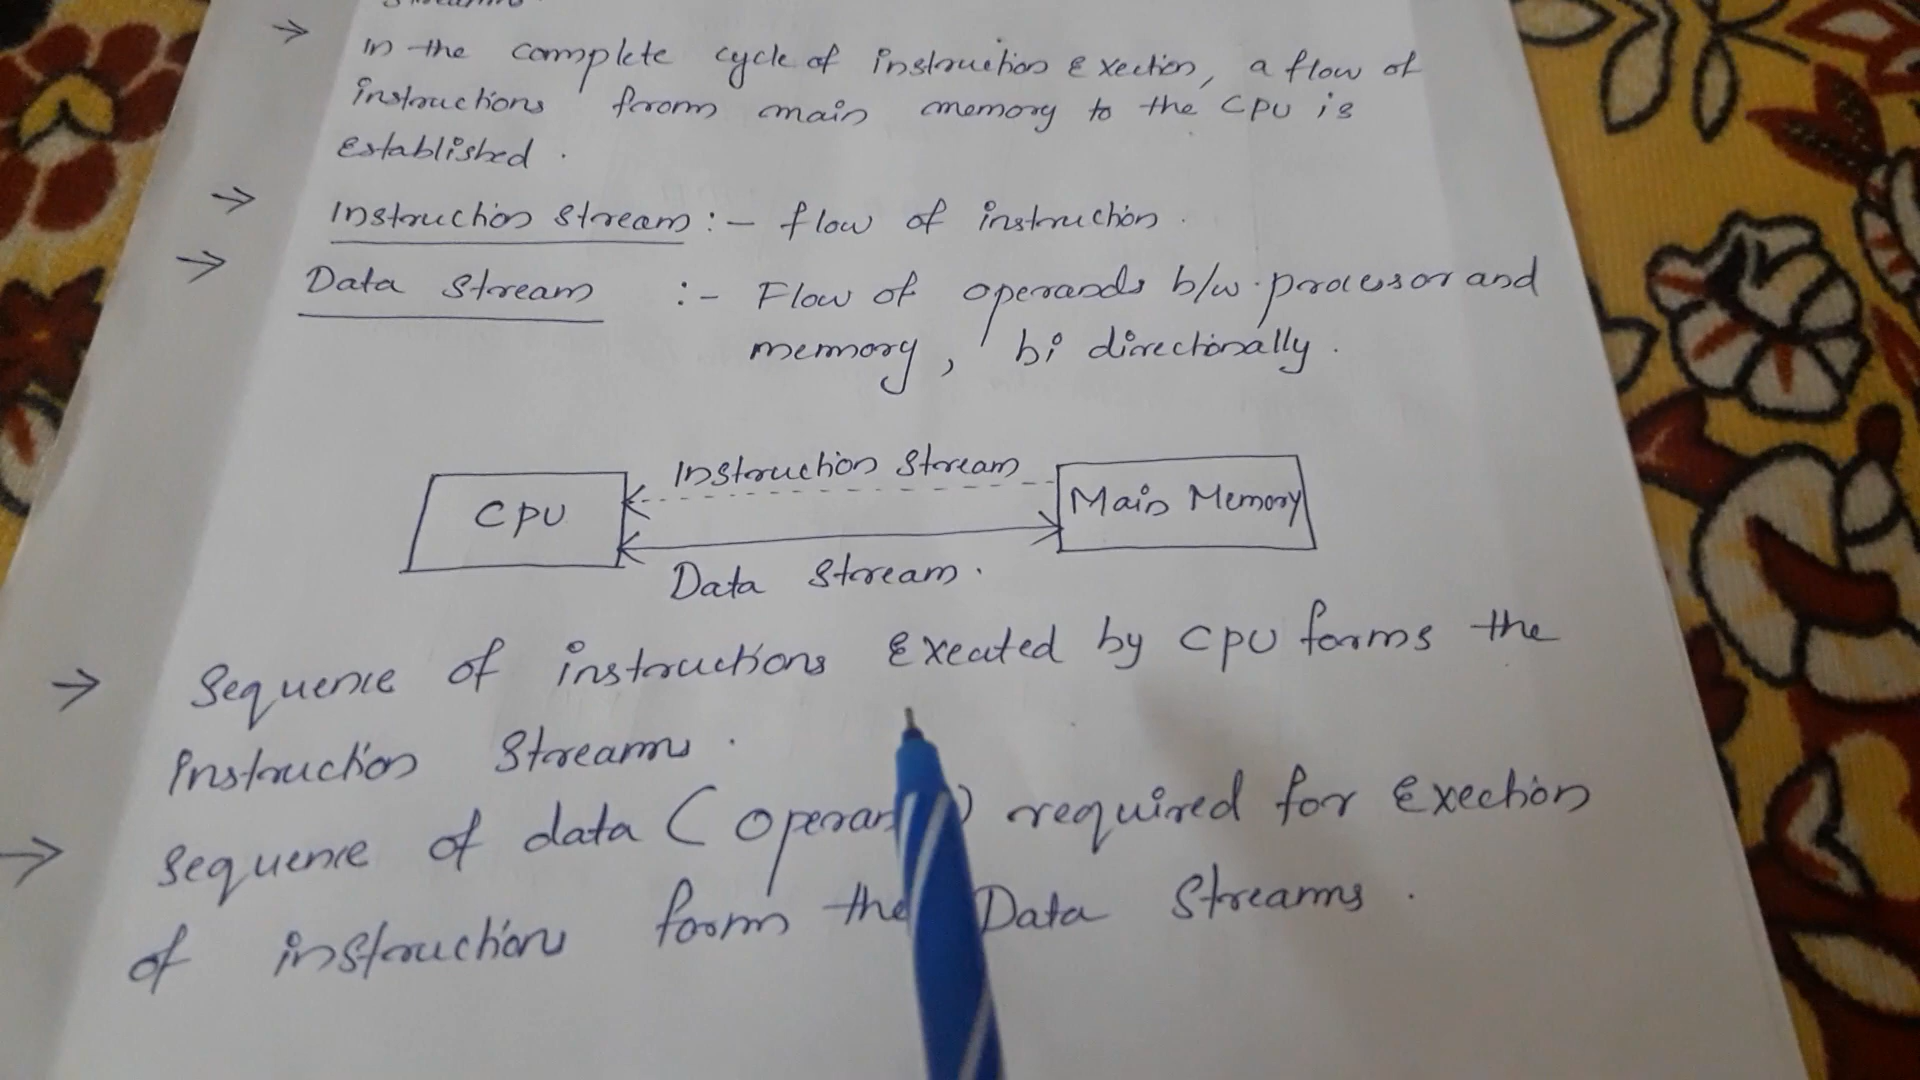 → In the complete cycle of instruction Exection, a flow of
instructions from main memory to the CPU is
Established.
→ Instruction Stream :- flow of instruction.
→ Data Stream :- Flow of operands b/w processor and
memory, bi directionally.
Instruction Stream
CPU
Main Memory
Data Stream.
→ Sequence of instructions Executed by CPU forms the
Instruction Streams.
→ Sequence of data ( ) required for Exection
of instructions form the Data Streams.